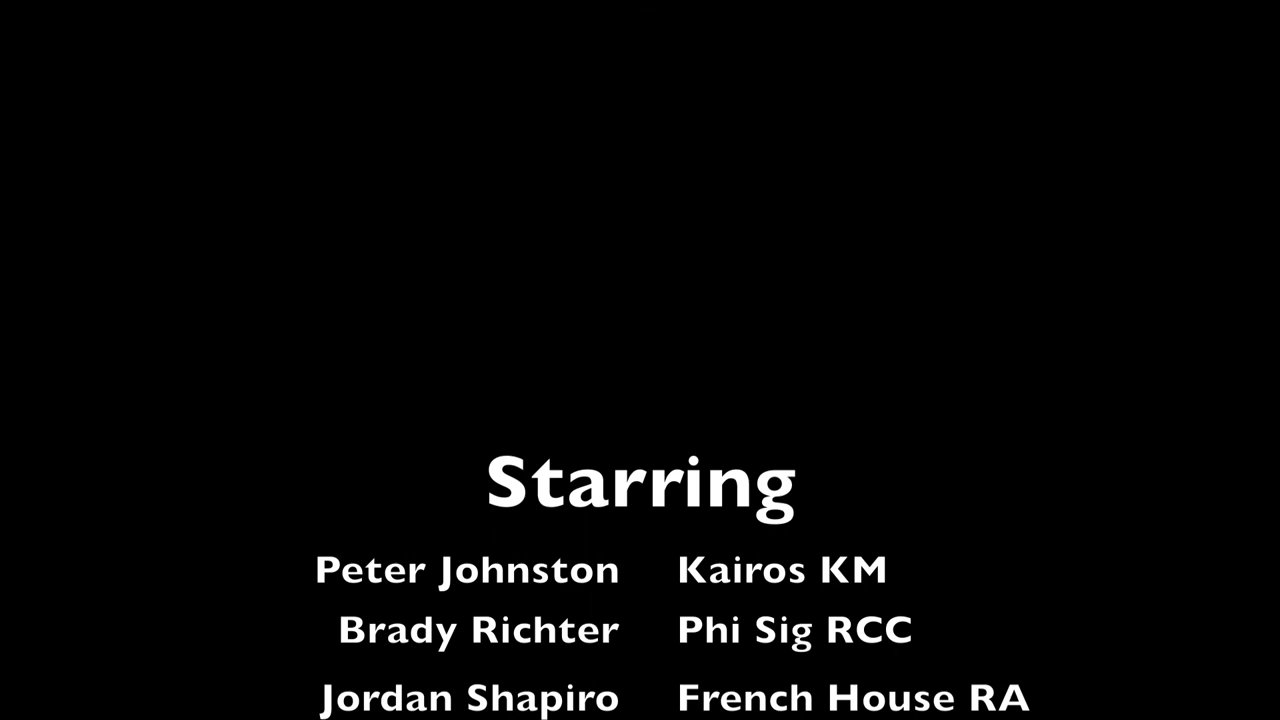 Starring
Peter Johnston Kairos KM
Brady Richter Phi Sig RCC
Jordan Shapiro French House RA